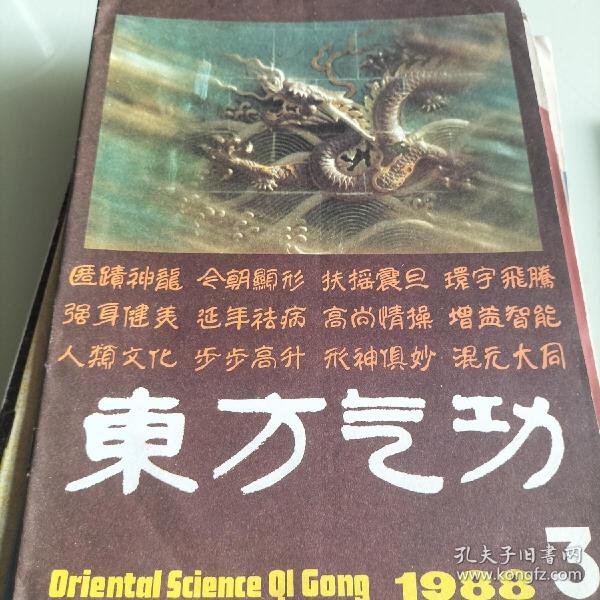 匿蹟神龍 今朝顯形 扶摇震旦 環宇飛騰
强身健美 延年祛病 高尚情操 增益智能
人類文化 步步高升 形神俱妙 混元大同
東方气功
3
Oriental Science QI Gong 1988
孔夫子旧书网
www.kongfz.com